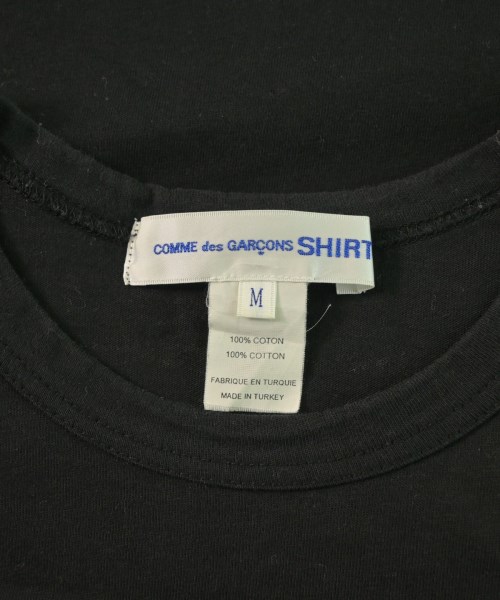 COMME des GARÇONS SHIRT
M
100% COTON
100% COTTON
FABRIQUE EN TURQUIE
MADE IN TURKEY